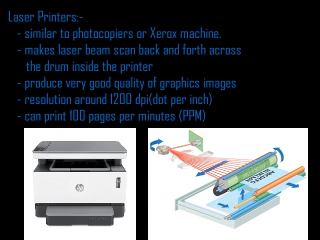 Laser Printers:-
- similar to photocopiers or Xerox machine.
- makes laser beam scan back and forth across
the drum inside the printer
- produce very good quality of graphics images
- resolution around 1200 dpi(dot per inch)
- can print 100 pages per minutes (PPM)
hp